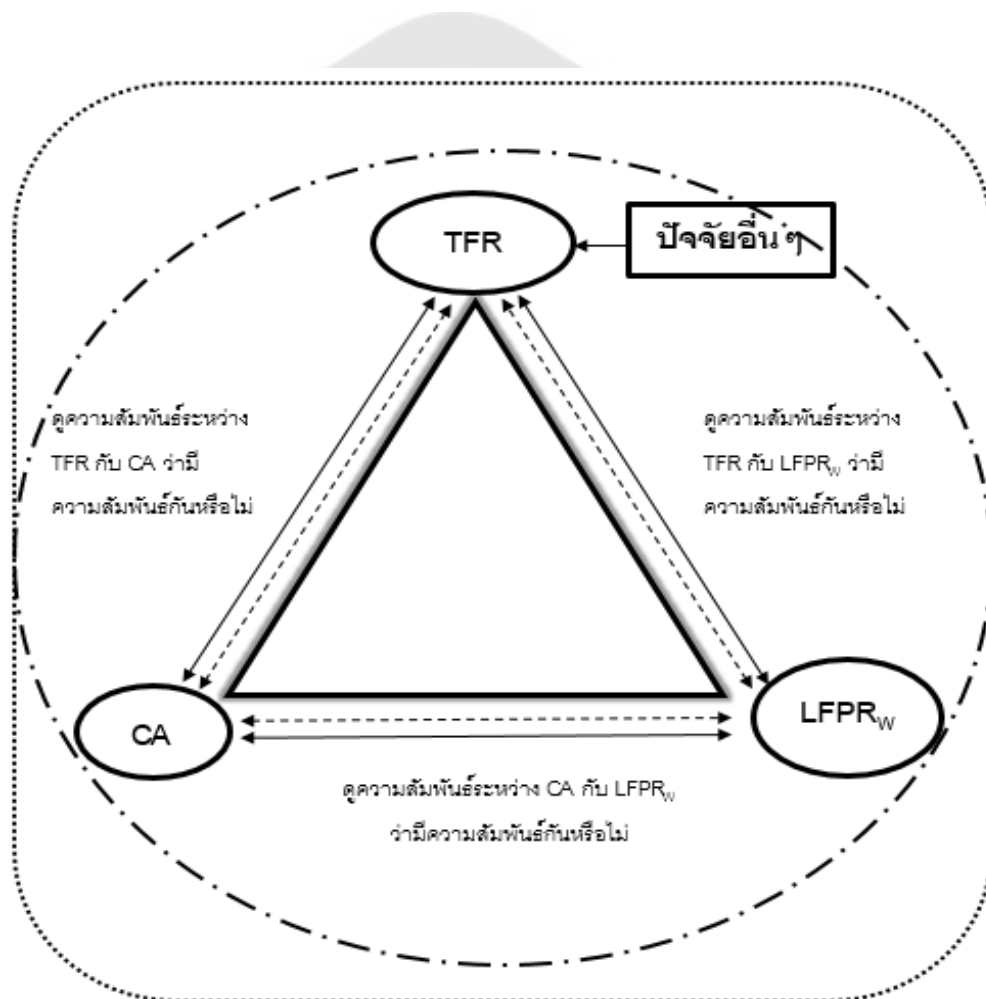 TFR
ปัจจัยอื่น ๆ
ดูความสัมพันธ์ระหว่าง
TFR กับ CA ว่ามี
ความสัมพันธ์กันหรือไม่
ดูความสัมพันธ์ระหว่าง
TFR กับ LFPRW ว่ามี
ความสัมพันธ์กันหรือไม่
CA
LFPRW
ดูความสัมพันธ์ระหว่าง CA กับ LFPRW
ว่ามีความสัมพันธ์กันหรือไม่